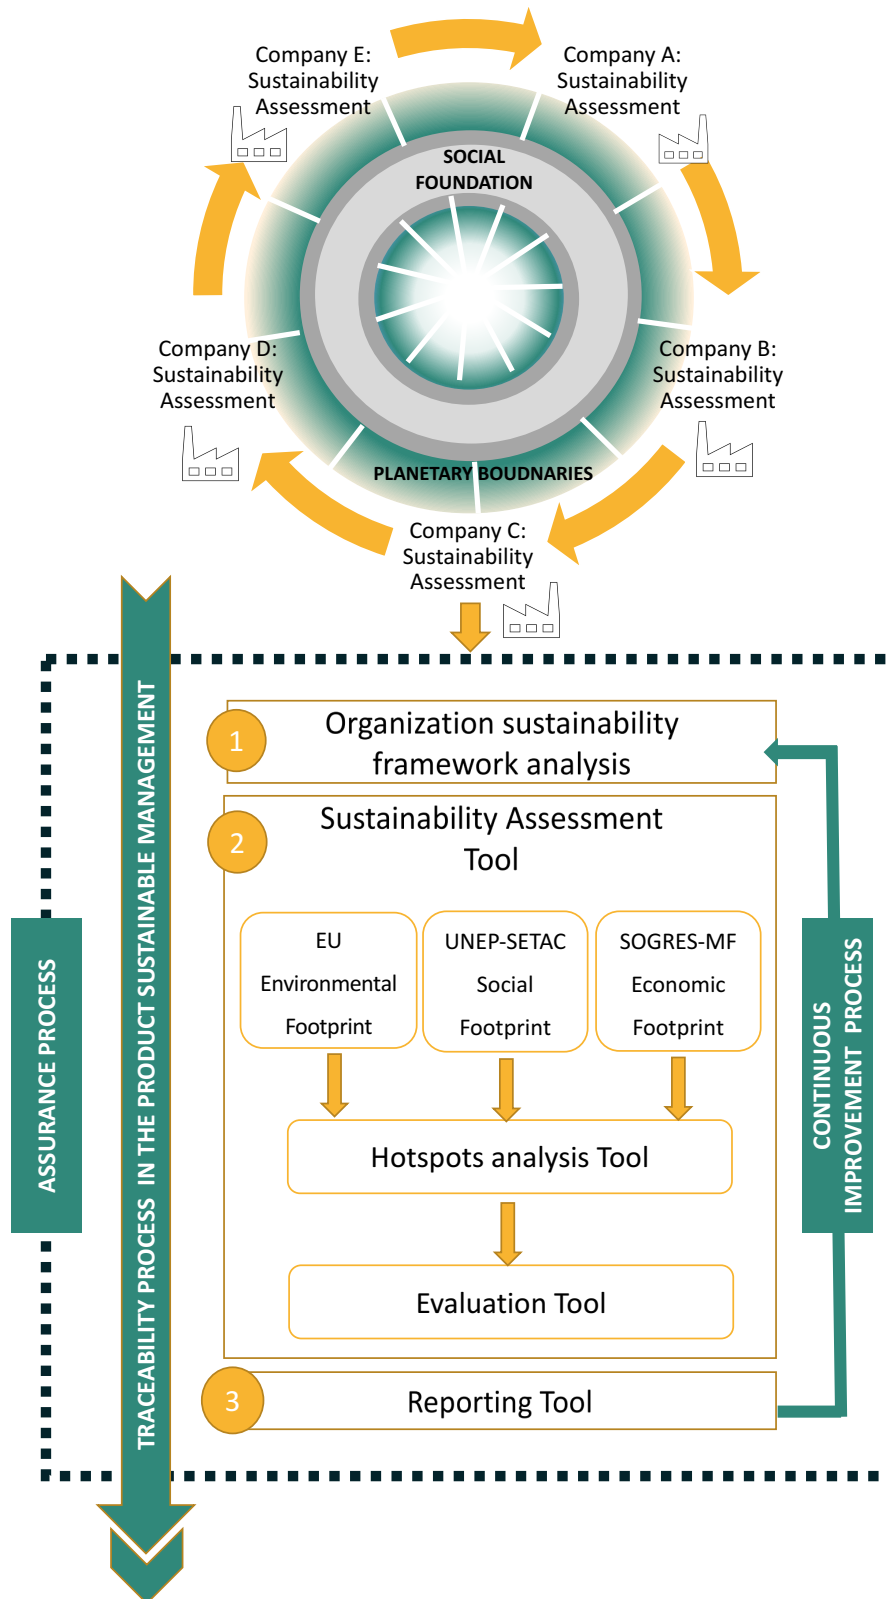 Company E:
Sustainability
Assessment
Company A:
Sustainability
Assessment
SOCIAL
FOUNDATION
Company D:
Sustainability
Assessment
Company B:
Sustainability
Assessment
PLANETARY BOUDNARIES
Company C:
Sustainability
Assessment
TRACEABILITY PROCESS IN THE PRODUCT SUSTAINABLE MANAGEMENT
ASSURANCE PROCESS
1
Organization sustainability
framework analysis
2
Sustainability Assessment
Tool
EU
Environmental
Footprint
UNEP-SETAC
Social
Footprint
SOGRES-MF
Economic
Footprint
Hotspots analysis Tool
Evaluation Tool
3
Reporting Tool
CONTINUOUS
IMPROVEMENT PROCESS